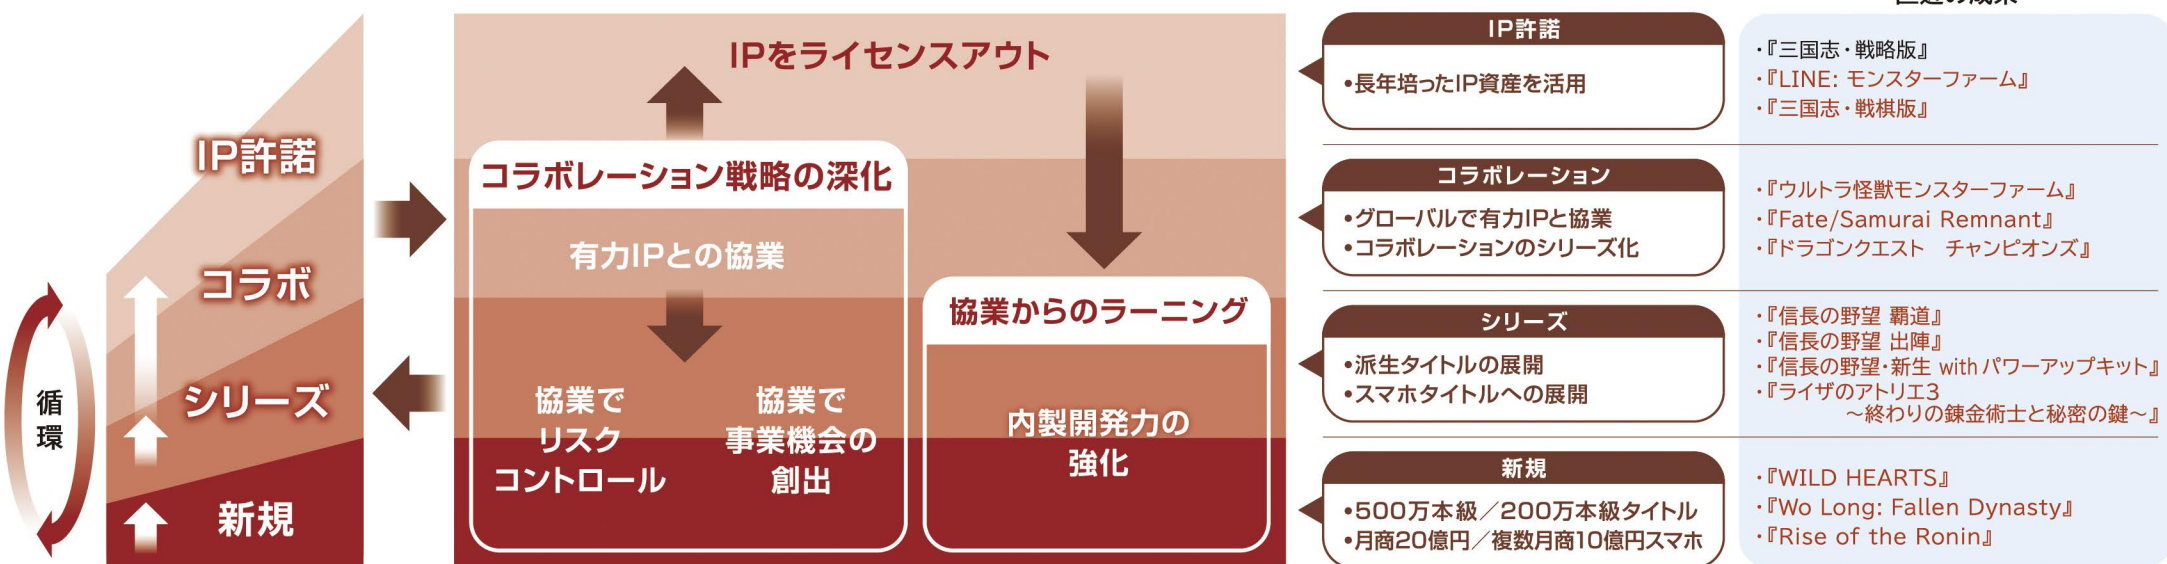 循
環
IP許諾
コラボ
シリーズ
新規
IPをライセンスアウト
コラボレーション戦略の深化
有力IPとの協業
協業で
リスク
コントロール
協業で
事業機会の
創出
協業からのラーニング
内製開発力の
強化
IP許諾
•長年培ったIP資産を活用
コラボレーション
•グローバルで有力IPと協業
•コラボレーションのシリーズ化
シリーズ
•派生タイトルの展開
•スマホタイトルへの展開
新規
•500万本級／200万本級タイトル
•月商20億円／複数月商10億円スマホ
・『三国志・戦略版』
・『LINE: モンスターファーム』
・『三国志・戦棋版』
・『ウルトラ怪獣モンスターファーム』
・『Fate/Samurai Remnant』
・『ドラゴンクエスト　チャンピオンズ』
・『信長の野望 覇道』
・『信長の野望 出陣』
・『信長の野望・新生 with パワーアップキット』
・『ライザのアトリエ3
～終わりの錬金術士と秘密の鍵～』
・『WILD HEARTS』
・『Wo Long: Fallen Dynasty』
・『Rise of the Ronin』